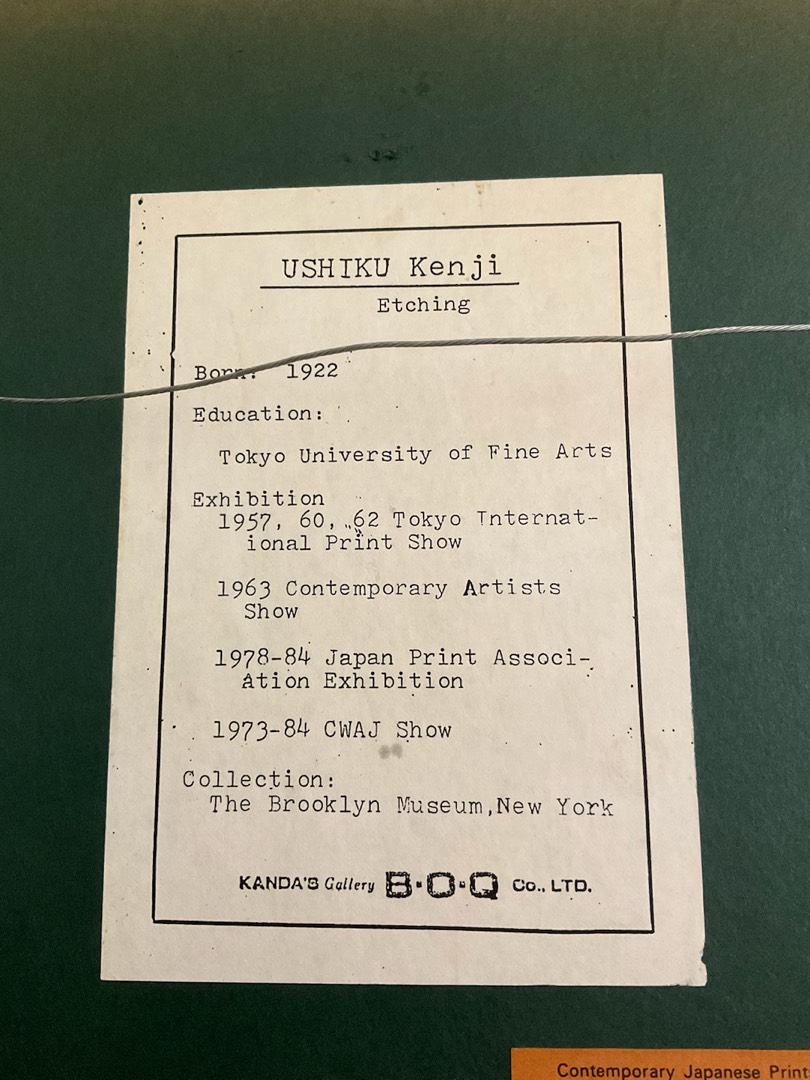 USHIKU Kenji
Etching
Born: 1922
Education:
Tokyo University of Fine Arts
Exhibition
1957, 60, 62 Tokyo Internat-
ional Print Show
1963 Contemporary Artists
Show
1978-84 Japan Print Associ-
ation Exhibition
1973-84 CWAJ Show
Collection:
The Brooklyn Museum,New York
KANDA'S Gallery B·O·Q Co., LTD.
Contemporary Japanese Print